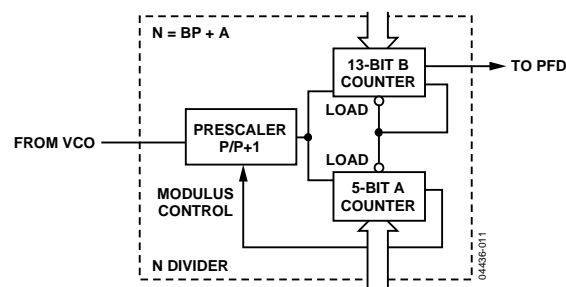 N = BP + A
13-BIT B
COUNTER
TO PFD
LOAD
PRESCALER
P/P+1
FROM VCO
LOAD
MODULUS
CONTROL
5-BIT A
COUNTER
N DIVIDER
04436-011